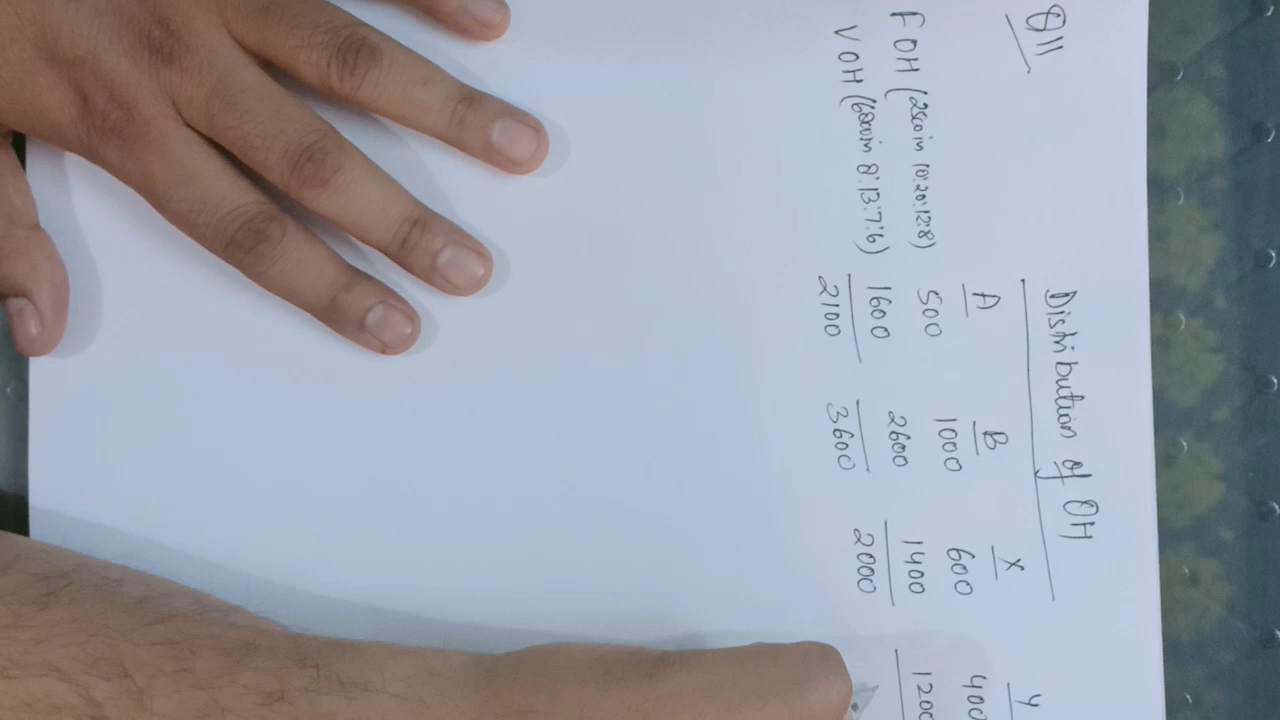 Q11
Distribution of OH
A B X Y
FOH (2500 in 10:20:12:8) 500 1000 600 400
VOH (6800 in 8:13:7:6) 1600 2600 1400 1200
2100 3600 2000